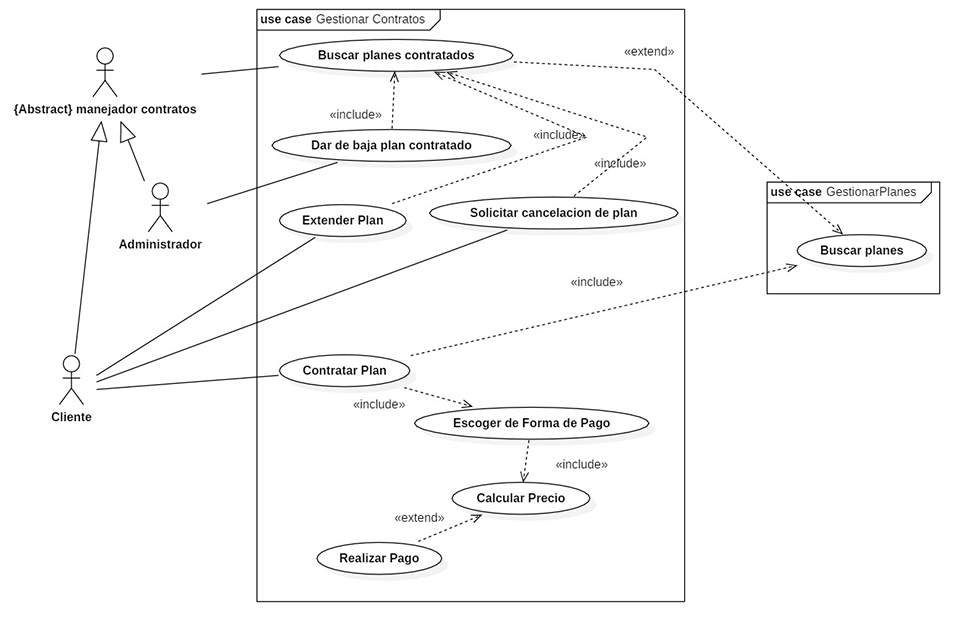 use case Gestionar Contratos
Buscar planes contratados
«extend»
{Abstract} manejador contratos
«include»
«include»
Dar de baja plan contratado
«include»
use case GestionarPlanes
Administrador
Extender Plan
Solicitar cancelacion de plan
Buscar planes
«include»
Contratar Plan
Cliente
«include»
Escoger de Forma de Pago
«include»
Calcular Precio
«extend»
Realizar Pago